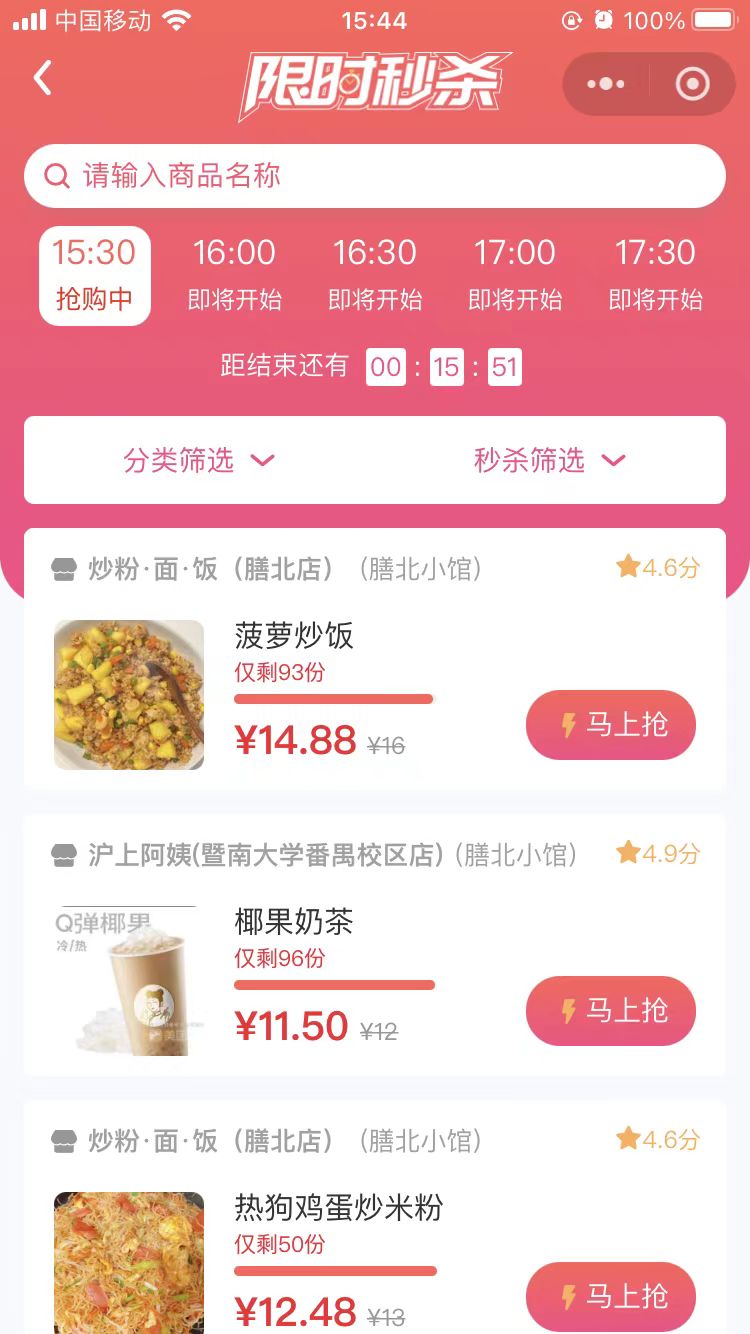 中国移动 15:44 100%
限时秒杀
请输入商品名称
15:30 16:00 16:30 17:00 17:30
抢购中 即将开始 即将开始 即将开始 即将开始
距结束还有 00 : 15 : 51
分类筛选 秒杀筛选
炒粉·面·饭（膳北店）（膳北小馆） 4.6分
菠萝炒饭
仅剩93份
¥14.88 ¥16 马上抢
沪上阿姨(暨南大学番禺校区店) (膳北小馆) 4.9分
Q弹椰果
冷/热
椰果奶茶
仅剩96份
¥11.50 ¥12 马上抢
炒粉·面·饭（膳北店）（膳北小馆） 4.6分
热狗鸡蛋炒米粉
仅剩50份
¥12.48 ¥13 马上抢